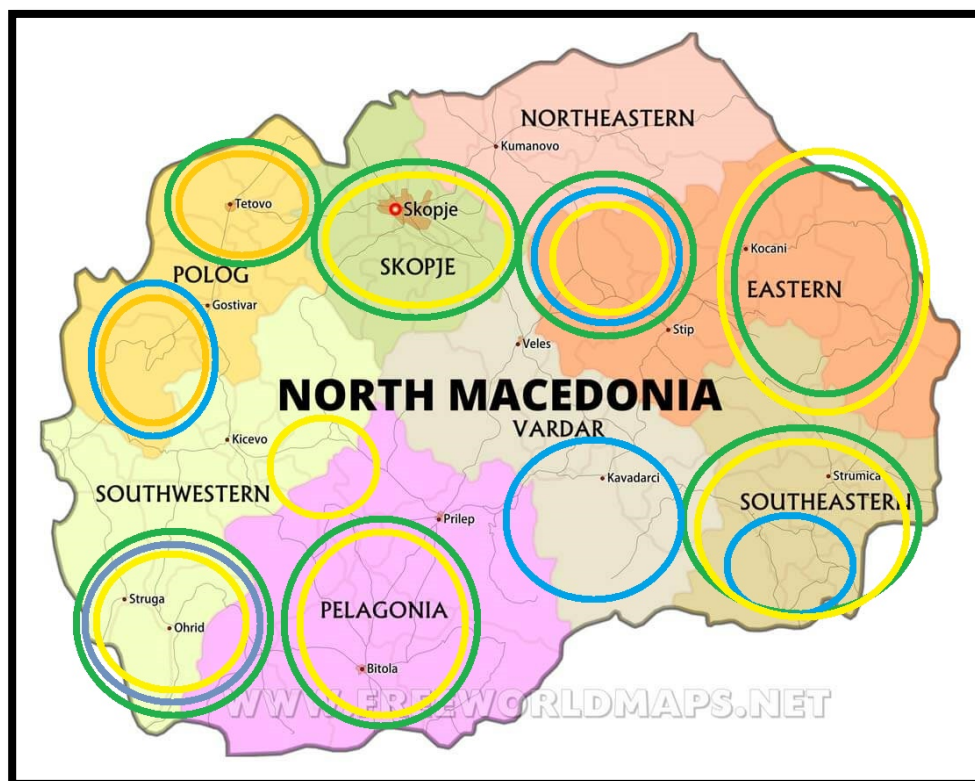 NORTHEASTERN
Kumanovo
Tetovo
Skopje
SKOPJE
POLOG
Gostivar
Kocani
EASTERN
Stip
Veles
NORTH MACEDONIA
VARDAR
Kicevo
SOUTHWESTERN
Kavadarci
Strumica
SOUTHEASTERN
Prilep
Struga
Ohrid
PELAGONIA
Bitola
WWW.FREEWORLDMAPS.NET